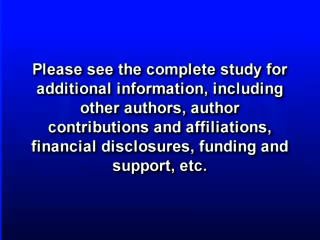 Please see the complete study for
additional information, including
other authors, author
contributions and affiliations,
financial disclosures, funding and
support, etc.